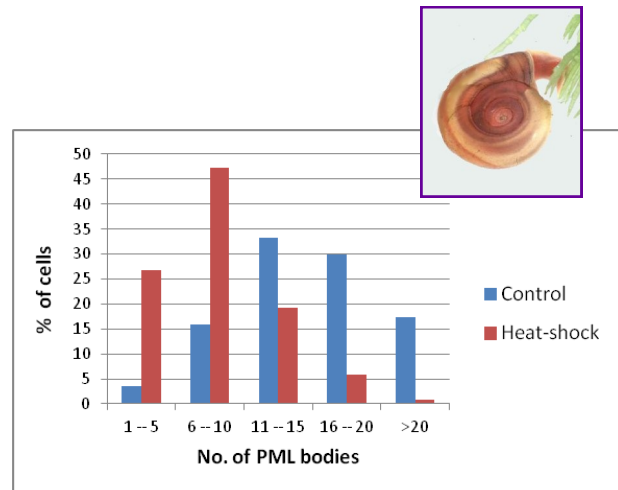 50
45
40
35
30
25
20
15
10
5
0
% of cells
1 -- 5 6 -- 10 11 -- 15 16 -- 20 >20
No. of PML bodies
Control
Heat-shock